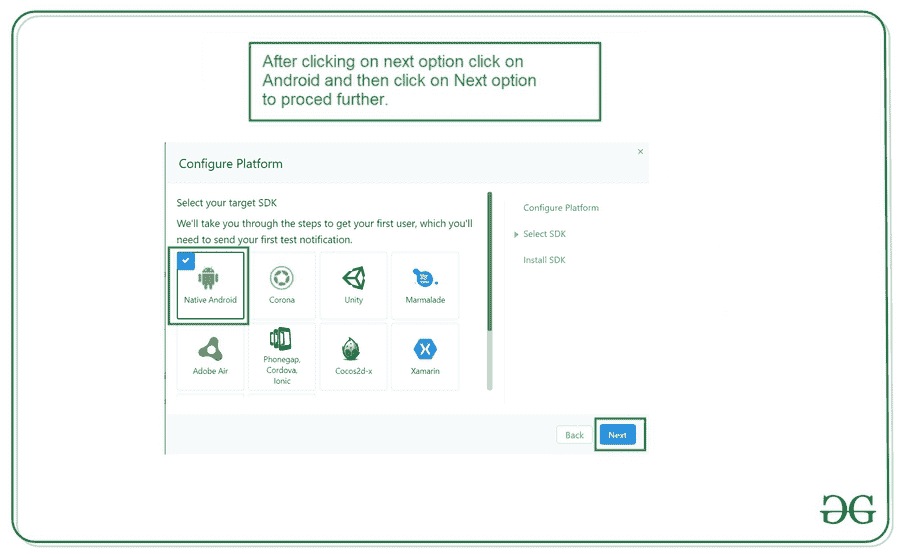 After clicking on next option click on
Android and then click on Next option
to proced further.
Configure Platform
×
Select your target SDK
We'll take you through the steps to get your first user, which you'll
need to send your first test notification.
Native Android
Corona
Unity
Marmalade
Adobe Air
Phonegap,
Cordova,
Ionic
Cocos2d-x
Xamarin
Configure Platform
Select SDK
Install SDK
Back
Next